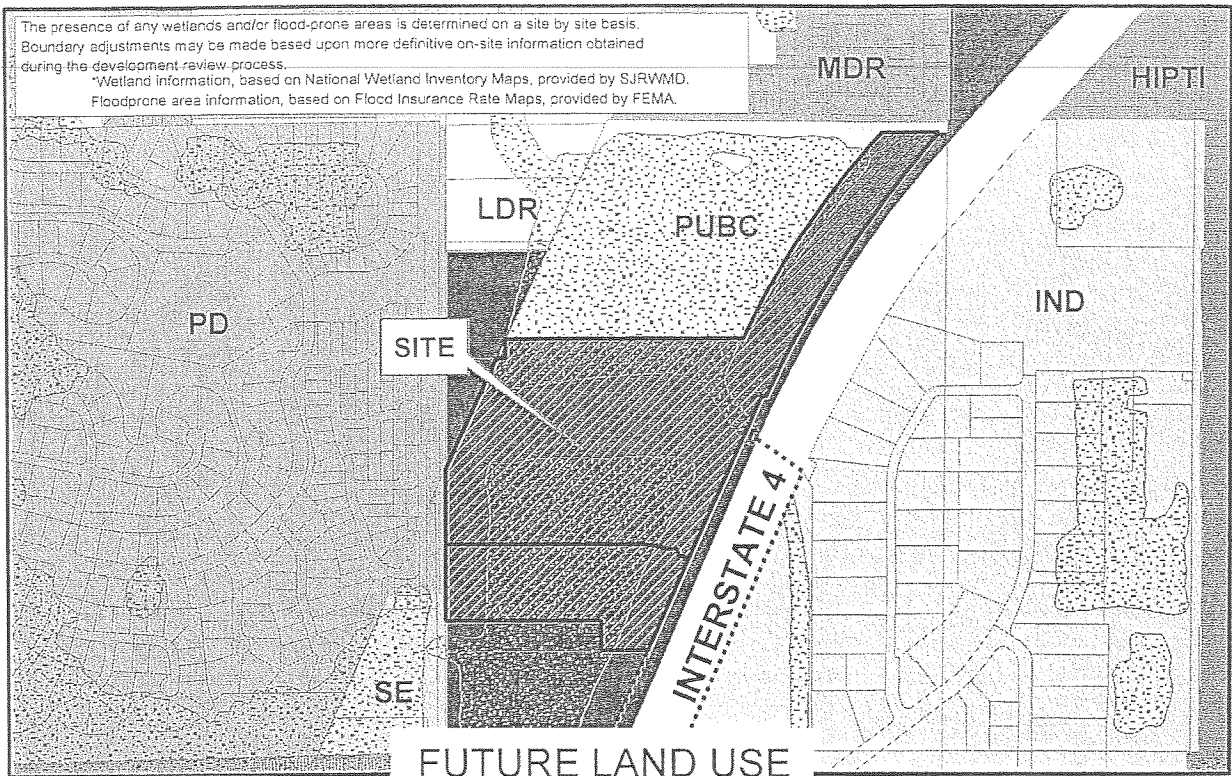 The presence of any wetlands and/or flood-prone areas is determined on a site by site basis.
Boundary adjustments may be made based upon more definitive on-site information obtained
during the development review process.
*Wetland information, based on National Wetland Inventory Maps, provided by SJRWMD.
Floodprone area information, based on Flood Insurance Rate Maps, provided by FEMA.
MDR
HIPTI
LDR
PUBC
IND
PD
SITE
INTERSTATE 4
SE
FUTURE LAND USE